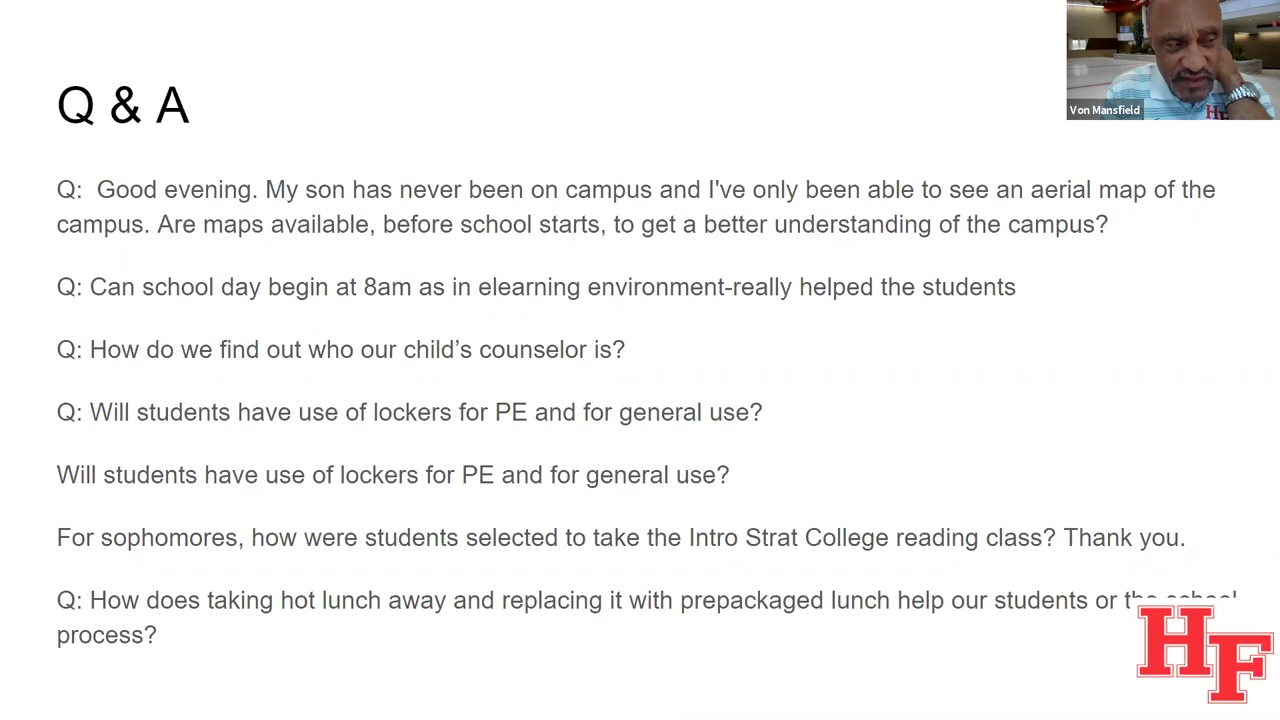 Q & A
Von Mansfield
HF
Q:  Good evening. My son has never been on campus and I've only been able to see an aerial map of the
campus. Are maps available, before school starts, to get a better understanding of the campus?
Q: Can school day begin at 8am as in elearning environment-really helped the students
Q: How do we find out who our child’s counselor is?
Q: Will students have use of lockers for PE and for general use?
Will students have use of lockers for PE and for general use?
For sophomores, how were students selected to take the Intro Strat College reading class? Thank you.
Q: How does taking hot lunch away and replacing it with prepackaged lunch help our students or the school
process?
HF